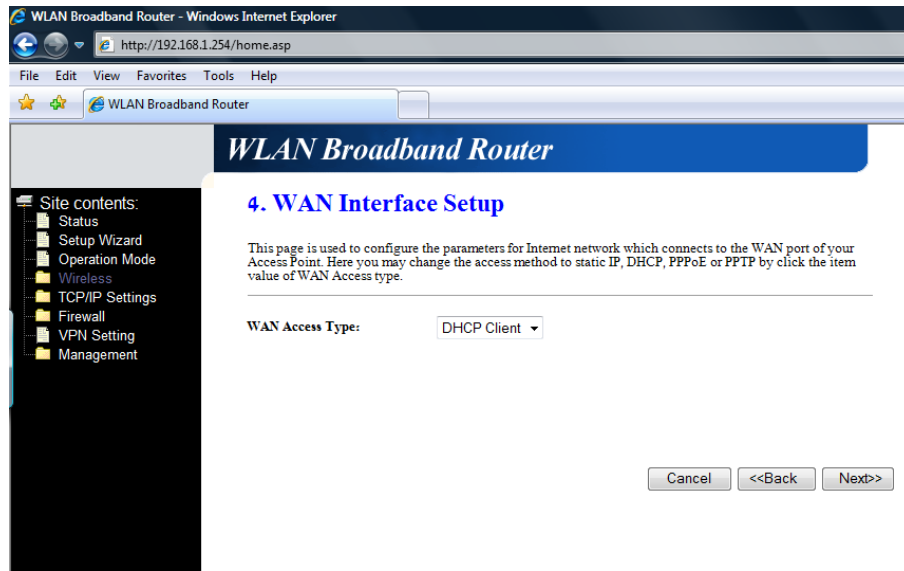 WLAN Broadband Router - Windows Internet Explorer
http://192.168.1.254/home.asp
File Edit View Favorites Tools Help
WLAN Broadband Router
WLAN Broadband Router
Site contents:
Status
Setup Wizard
Operation Mode
Wireless
TCP/IP Settings
Firewall
VPN Setting
Management
4. WAN Interface Setup
This page is used to configure the parameters for Internet network which connects to the WAN port of your
Access Point. Here you may change the access method to static IP, DHCP, PPPoE or PPTP by click the item
value of WAN Access type.
WAN Access Type: DHCP Client
Cancel <<Back Next>>